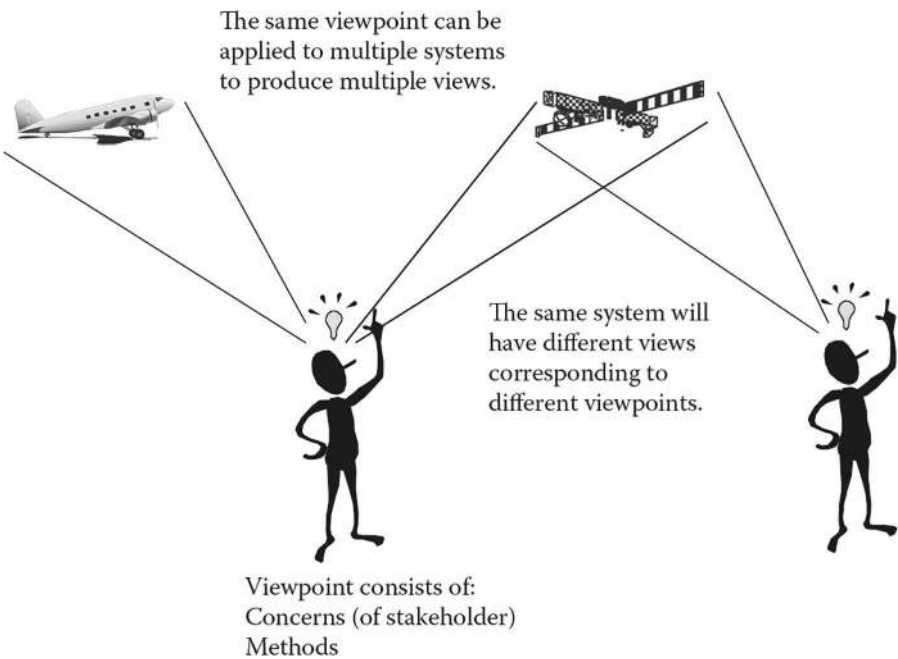 The same viewpoint can be
applied to multiple systems
to produce multiple views.
The same system will
have different views
corresponding to
different viewpoints.
Viewpoint consists of:
Concerns (of stakeholder)
Methods